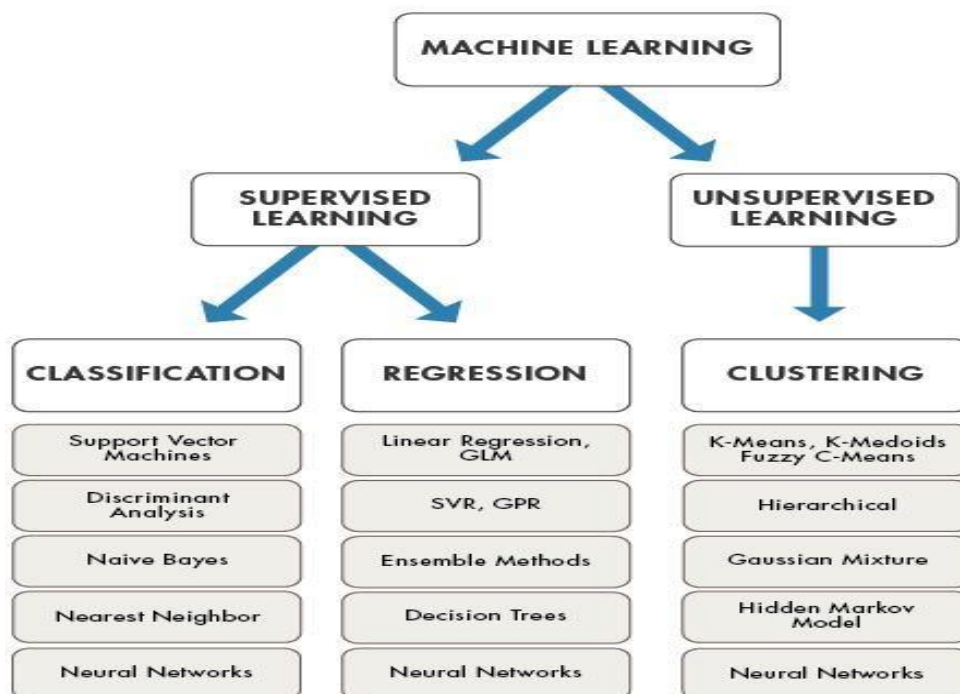 MACHINE LEARNING
SUPERVISED
LEARNING
UNSUPERVISED
LEARNING
CLASSIFICATION
Support Vector
Machines
Discriminant
Analysis
Naive Bayes
Nearest Neighbor
Neural Networks
REGRESSION
Linear Regression,
GLM
SVR, GPR
Ensemble Methods
Decision Trees
Neural Networks
CLUSTERING
K-Means, K-Medoids
Fuzzy C-Means
Hierarchical
Gaussian Mixture
Hidden Markov
Model
Neural Networks